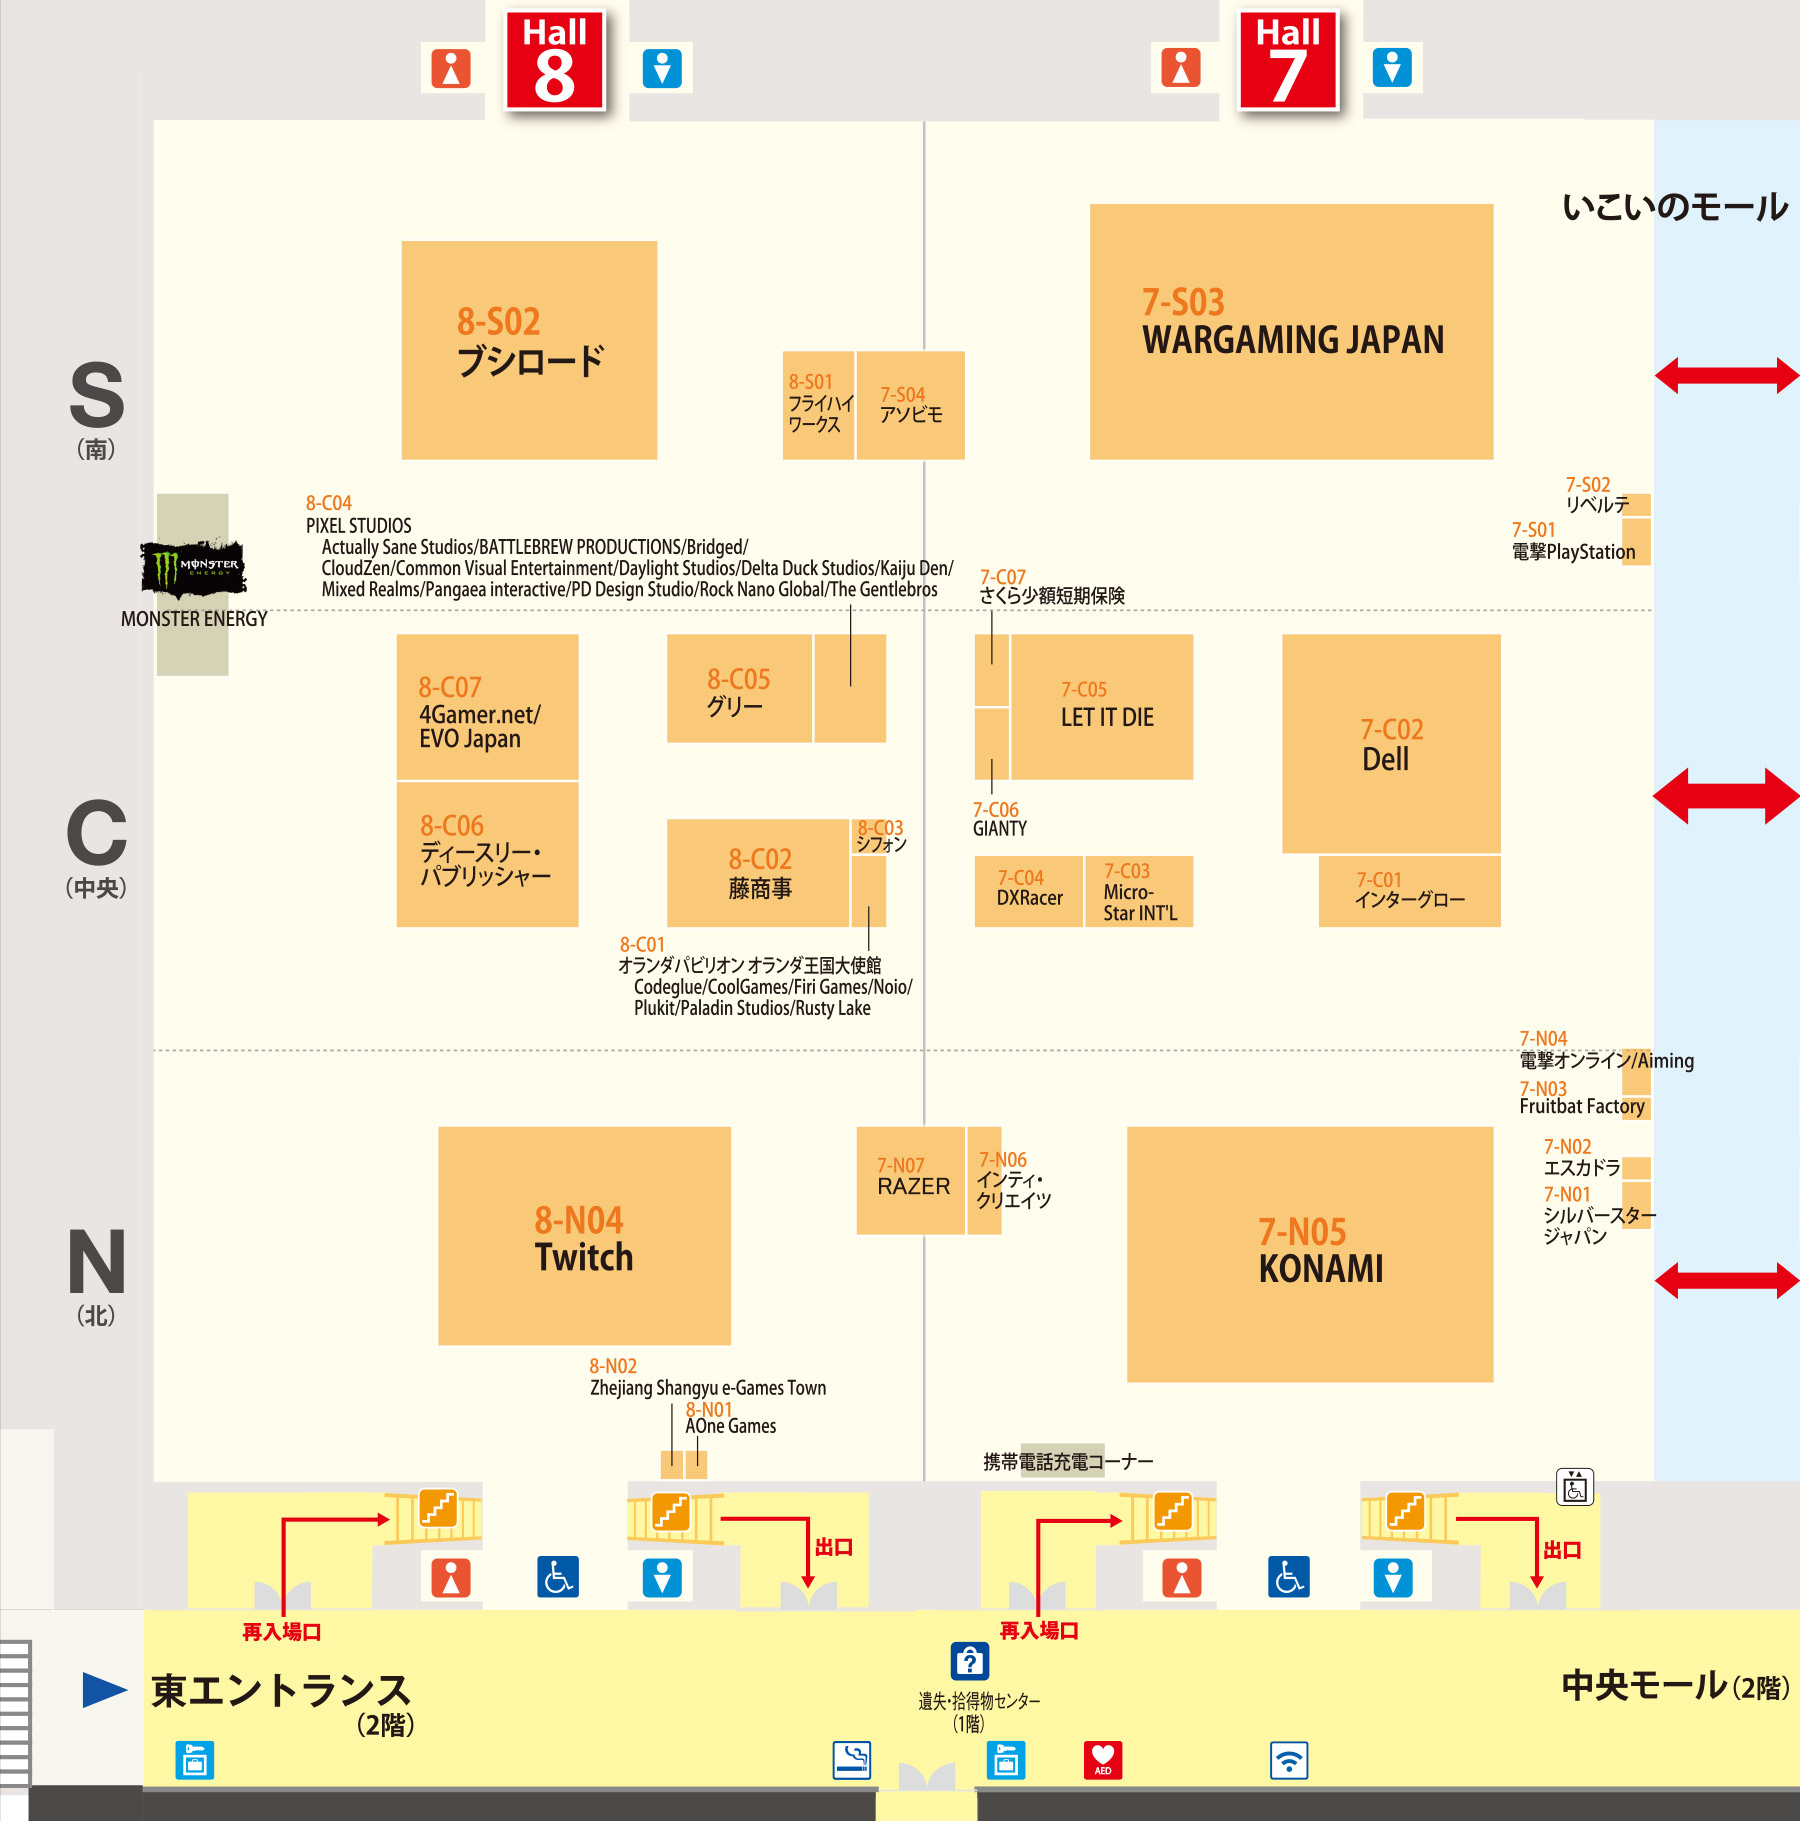 Hall
8
Hall
7
いこいのモール
S
（南）
8-S02
ブシロード
8-S01
フライハイ
ワークス
7-S04
アソビモ
7-S03
WARGAMING JAPAN
7-S02
リベルテ
7-S01
電撃PlayStation
MONSTER
ENERGY
MONSTER ENERGY
8-C04
PIXEL STUDIOS
Actually Sane Studios/BATTLEBREW PRODUCTIONS/Bridged/
CloudZen/Common Visual Entertainment/Daylight Studios/Delta Duck Studios/Kaiju Den/
Mixed Realms/Pangaea interactive/PD Design Studio/Rock Nano Global/The Gentlebros
7-C07
さくら少額短期保険
C
（中央）
8-C07
4Gamer.net/
EVO Japan
8-C05
グリー
7-C05
LET IT DIE
7-C02
Dell
8-C06
ディースリー・
パブリッシャー
8-C02
藤商事
8-C03
シフォン
7-C06
GIANTY
7-C04
DXRacer
7-C03
Micro-
Star INT'L
7-C01
インターグロー
8-C01
オランダパビリオン オランダ王国大使館
Codeglue/CoolGames/Firi Games/Noio/
Plukit/Paladin Studios/Rusty Lake
7-N04
電撃オンライン/Aiming
7-N03
Fruitbat Factory
7-N02
エスカドラ
7-N01
シルバースター
ジャパン
N
（北）
8-N04
Twitch
7-N07
RAZER
7-N06
インティ・
クリエイツ
7-N05
KONAMI
8-N02
Zhejiang Shangyu e-Games Town
8-N01
AOne Games
携帯電話充電コーナー
出口
出口
再入場口
再入場口
東エントランス
（2階）
?
遺失・拾得物センター
（1階）
中央モール（2階）
AED